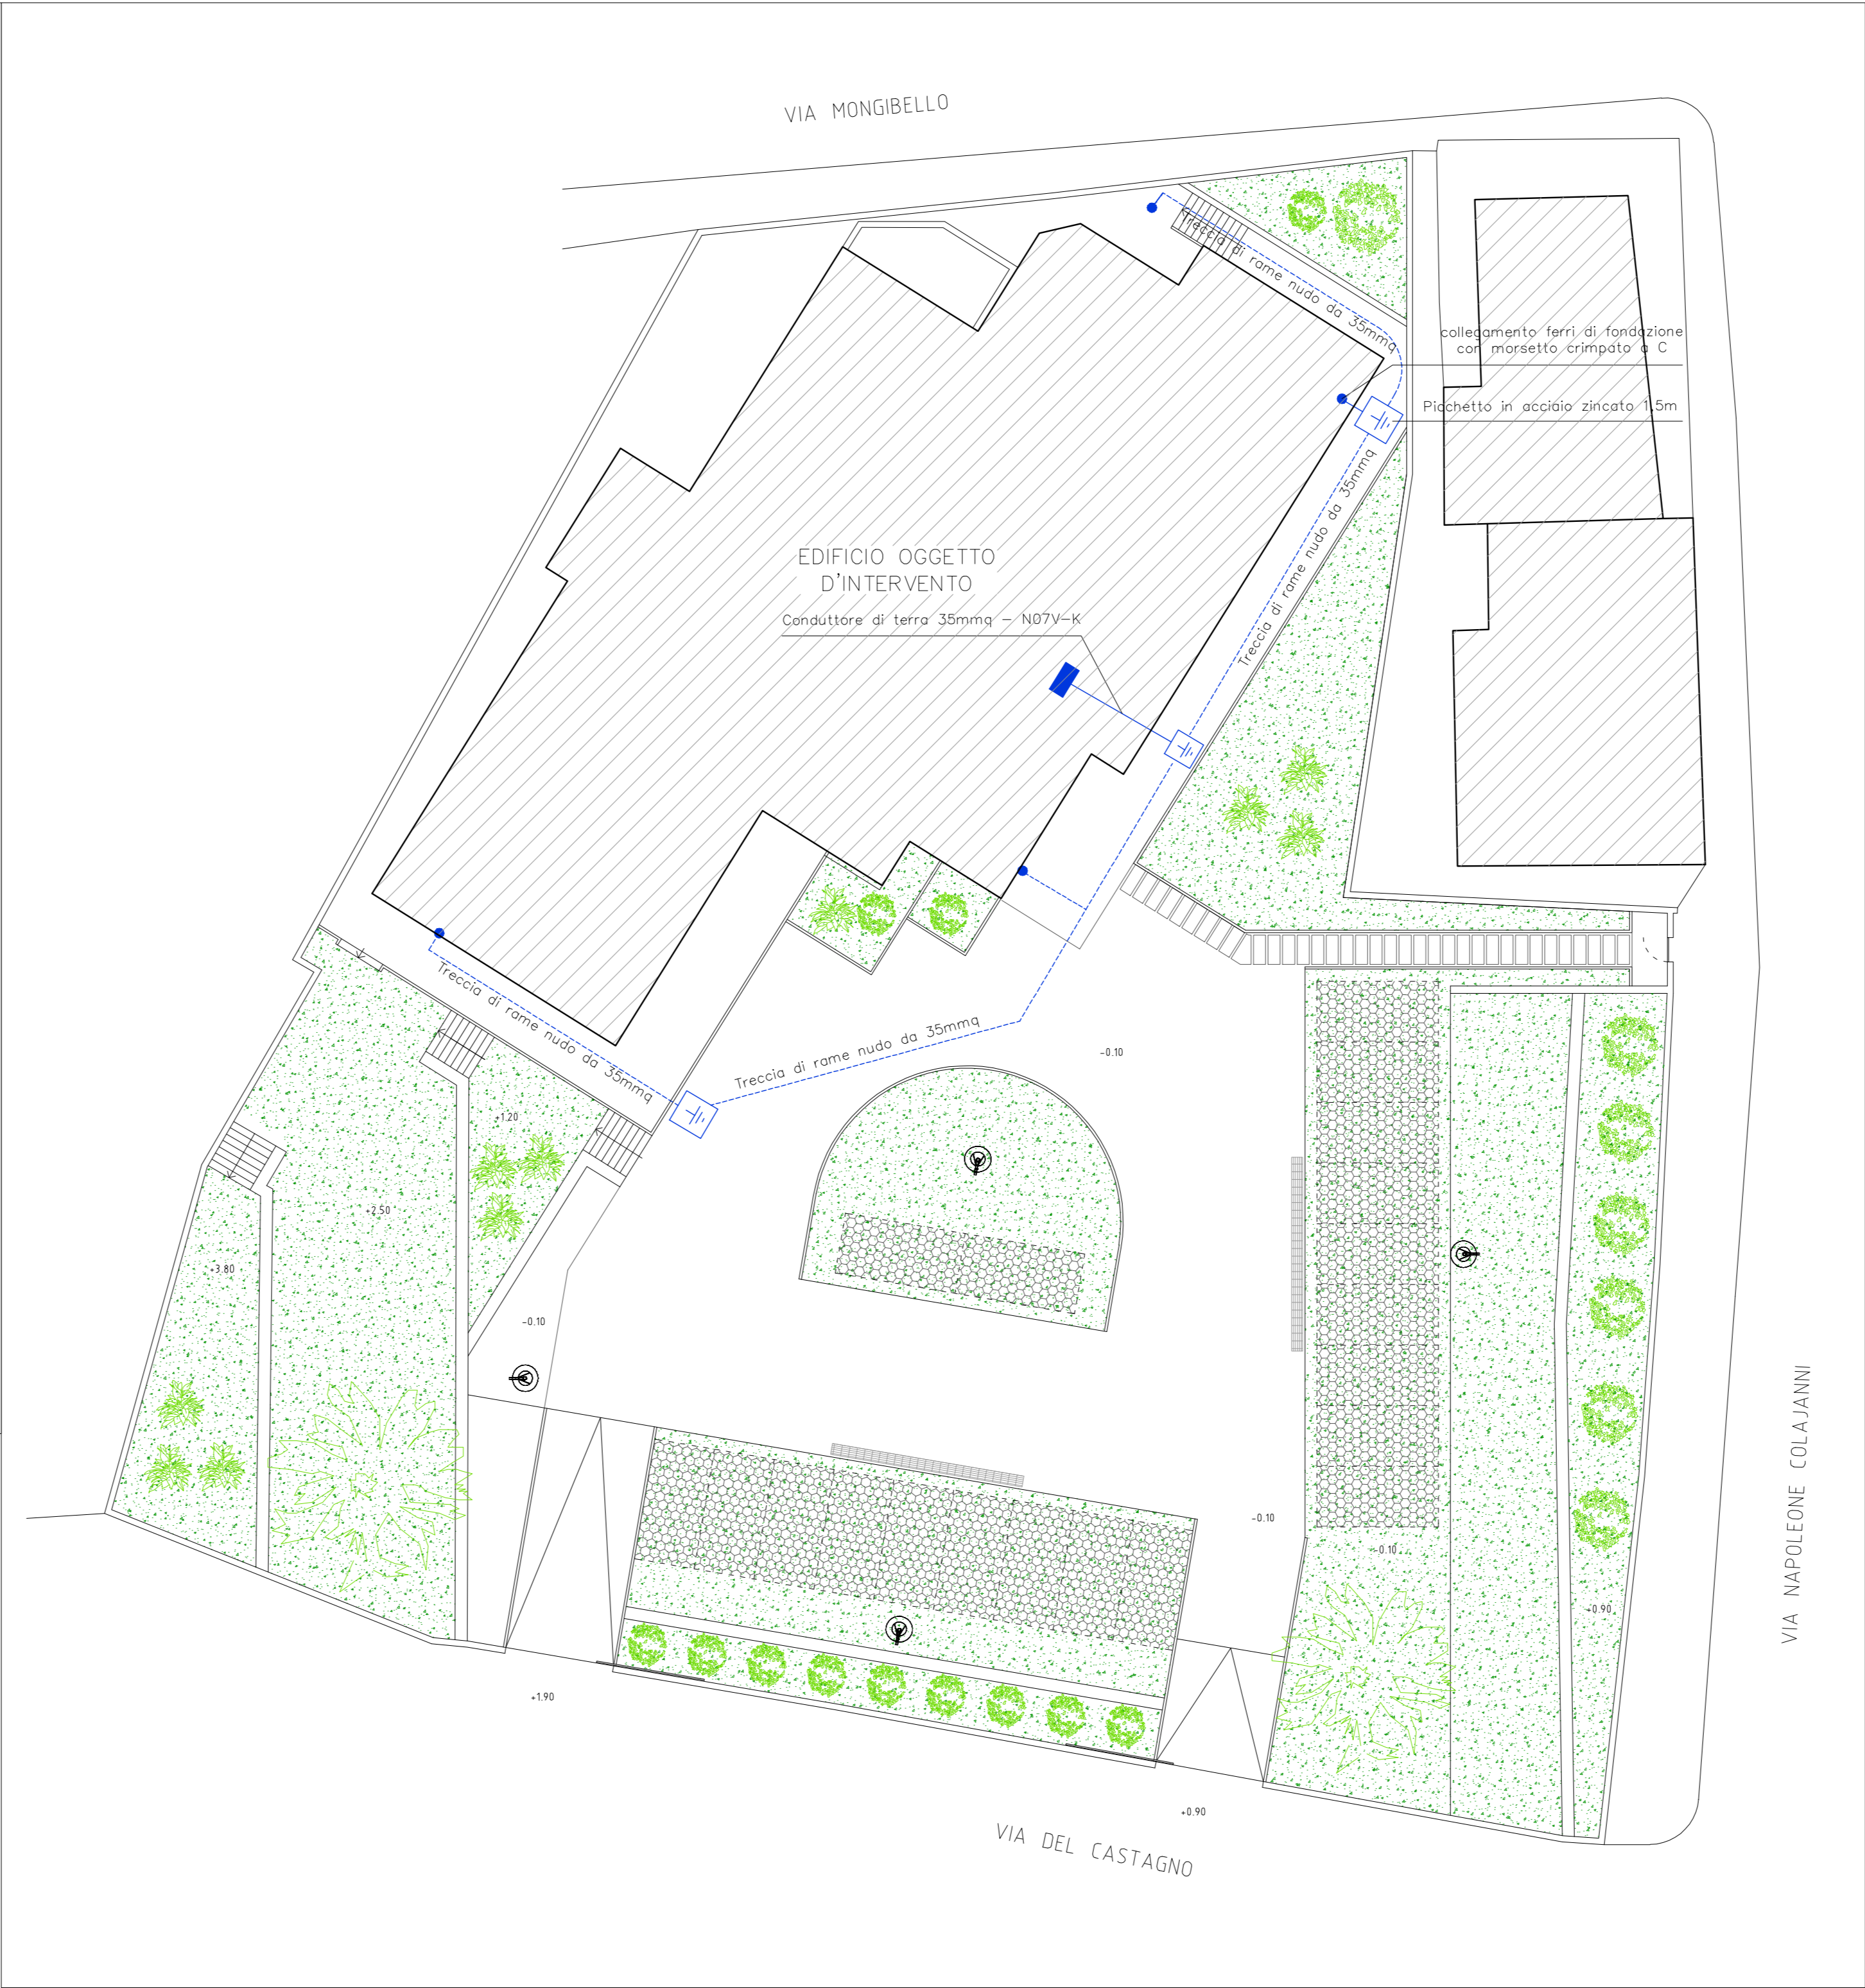 VIA MONGIBELLO
Treccia di rame nudo da 35mmq
collegamento ferri di fondazione
con morsetto crimpato a C
Picchetto in acciaio zincato 1,5m
Treccia di rame nudo da 35mmq
EDIFICIO OGGETTO
D'INTERVENTO
Conduttore di terra 35mmq - N07V-K
Treccia di rame nudo da 35mmq
Treccia di rame nudo da 35mmq
-0.10
+1.20
+2.50
+3.80
-0.10
-0.10
-0.10
+0.90
+1.90
+0.90
VIA DEL CASTAGNO
VIA NAPOLEONE COLAJANNI